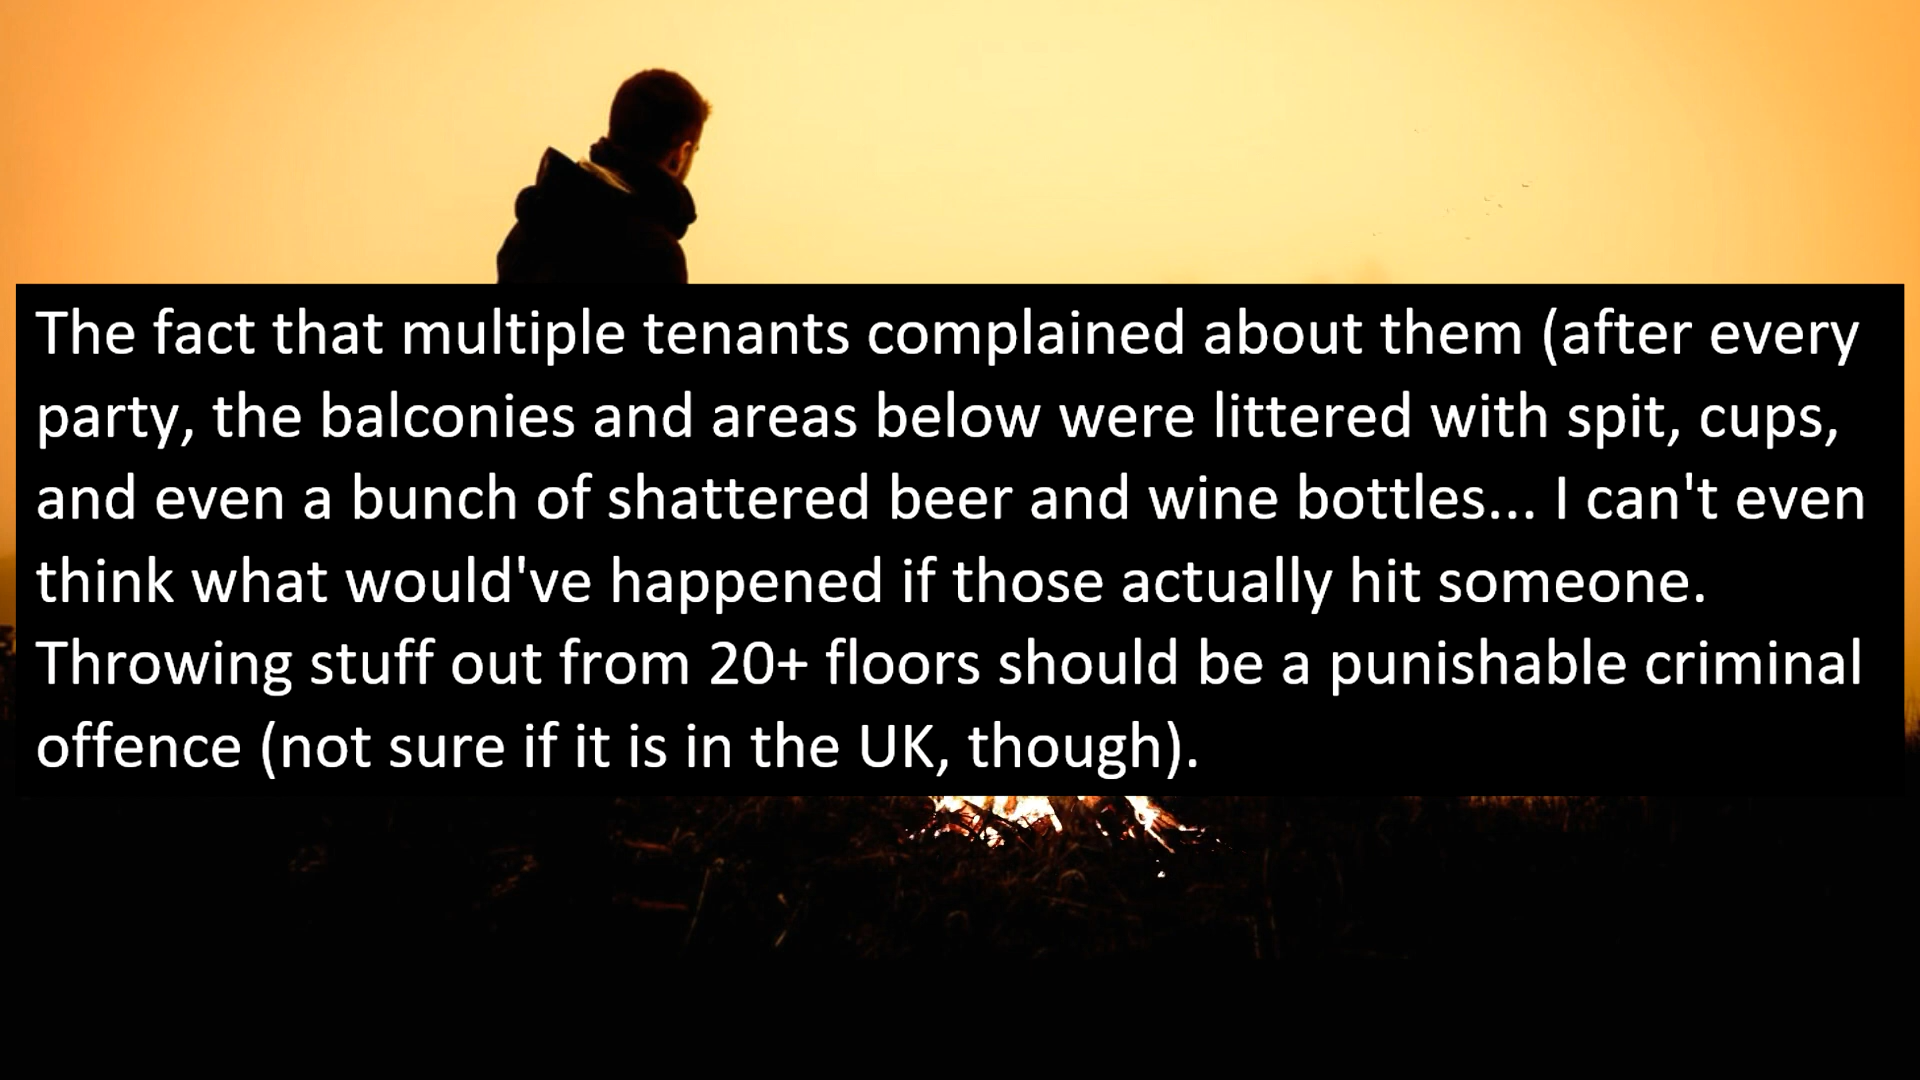 The fact that multiple tenants complained about them (after every
party, the balconies and areas below were littered with spit, cups,
and even a bunch of shattered beer and wine bottles... I can't even
think what would've happened if those actually hit someone.
Throwing stuff out from 20+ floors should be a punishable criminal
offence (not sure if it is in the UK, though).